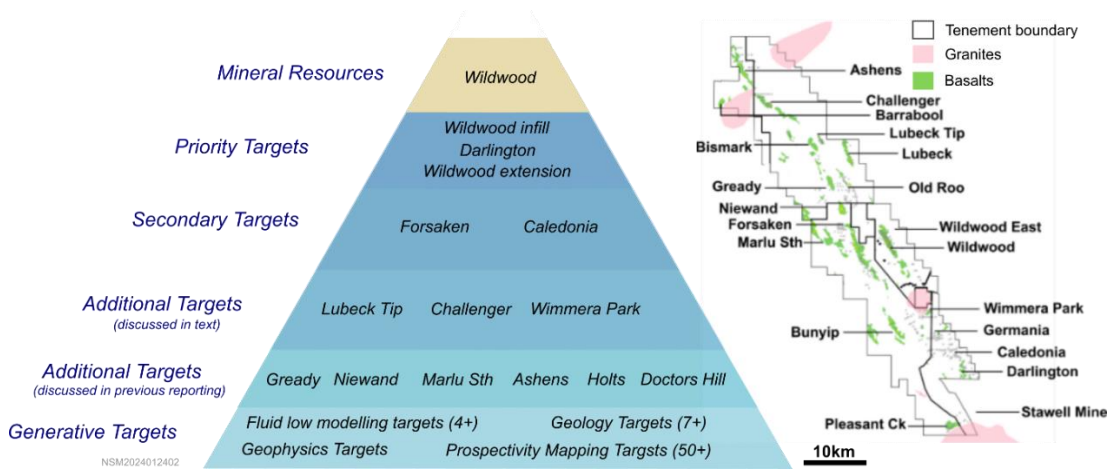 Mineral Resources
Wildwood
Priority Targets
Wildwood infill
Darlington
Wildwood extension
Secondary Targets
Forsaken Caledonia
Additional Targets
(discussed in text)
Lubeck Tip Challenger Wimmera Park
Additional Targets
(discussed in previous reporting)
Gready Niewand Marlu Sth Ashens Holts Doctors Hill
Generative Targets
Fluid low modelling targets (4+) Geology Targets (7+)
Geophysics Targets Prospectivity Mapping Targsts (50+)
NSM2024012402
Tenement boundary
Granites
Basalts
Ashens
Challenger
Barrabool
Lubeck Tip
Bismark
Lubeck
Gready
Old Roo
Niewand
Forsaken
Wildwood East
Marlu Sth
Wildwood
Wimmera Park
Bunyip
Germania
Caledonia
Darlington
Stawell Mine
Pleasant Ck
10km